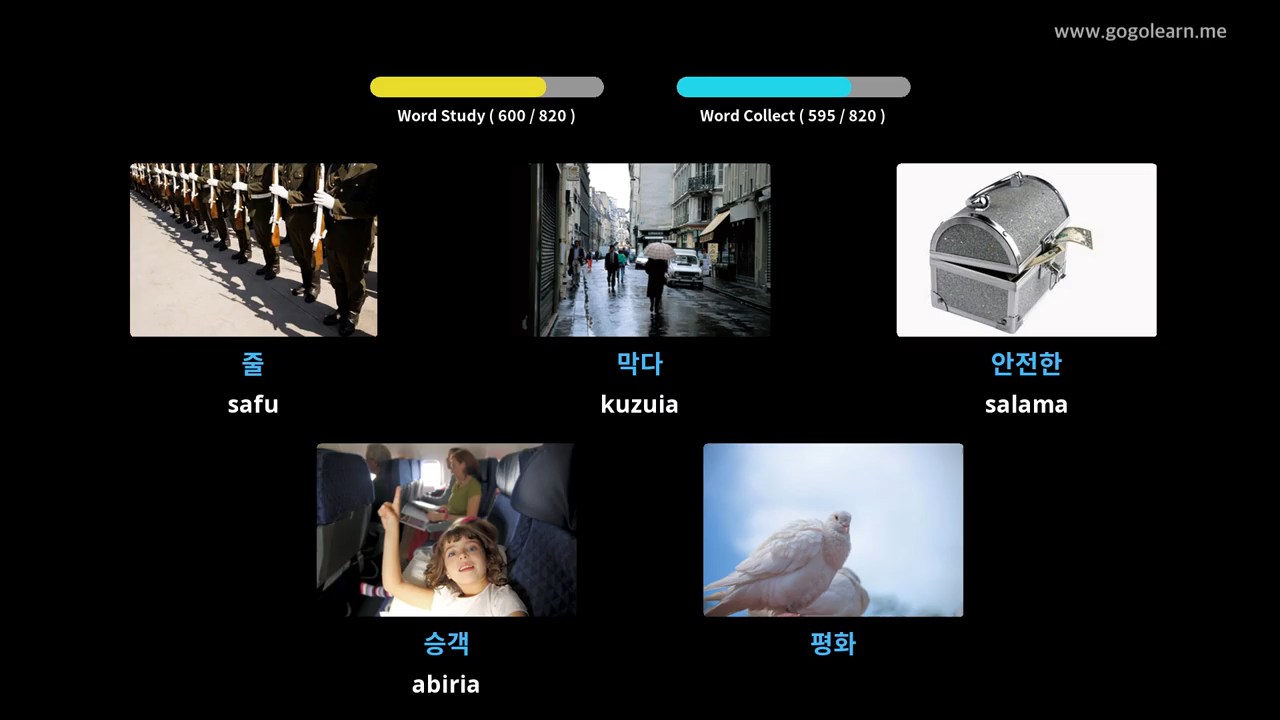 www.gogolearn.me
Word Study ( 600 / 820 )
Word Collect ( 595 / 820 )
줄
safu
막다
kuzuia
안전한
salama
승객
abiria
평화